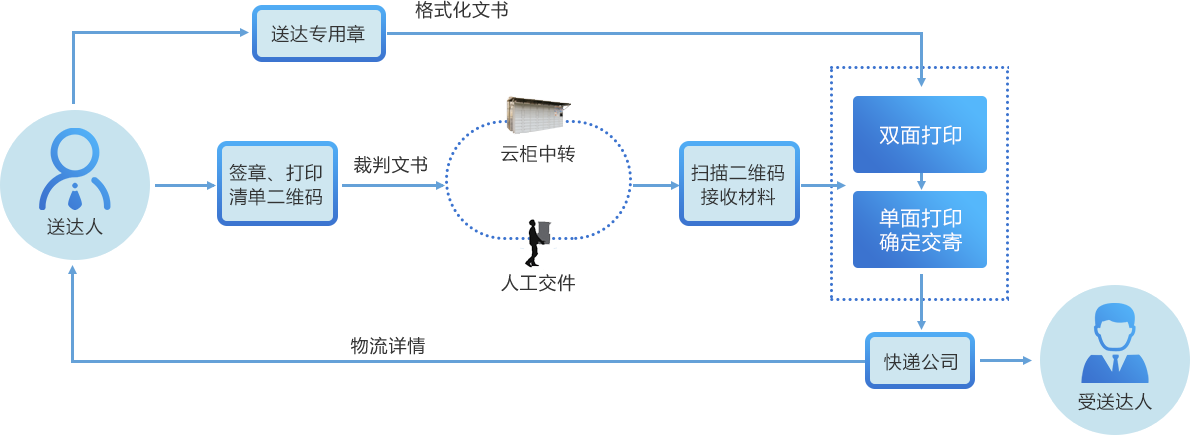 格式化文书
送达专用章
双面打印
云柜中转
裁判文书
签章、打印
清单二维码
扫描二维码
接收材料
送达人
单面打印
确定交寄
人工交件
物流详情
快递公司
受送达人